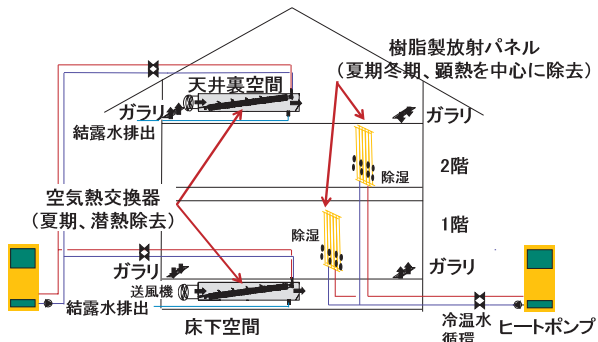 樹脂製放射パネル
(夏期冬期、顕熱を中心に除去)
天井裏空間
ガラリ
ガラリ
結露水排出
2階
除湿
空気熱交換器
(夏期、潜熱除去)
1階
除湿
ガラリ
ガラリ
送風機
結露水排出
床下空間
冷温水
循環
ヒートポンプ